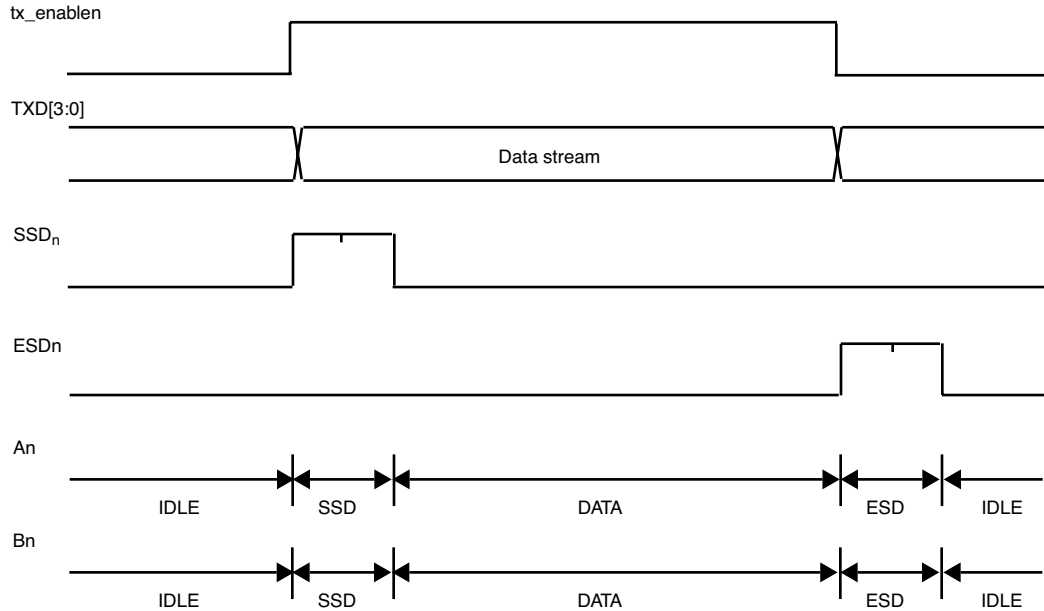 tx_enablen
TXD[3:0]
Data stream
SSDn
ESDn
An
IDLE SSD DATA ESD IDLE
Bn
IDLE SSD DATA ESD IDLE